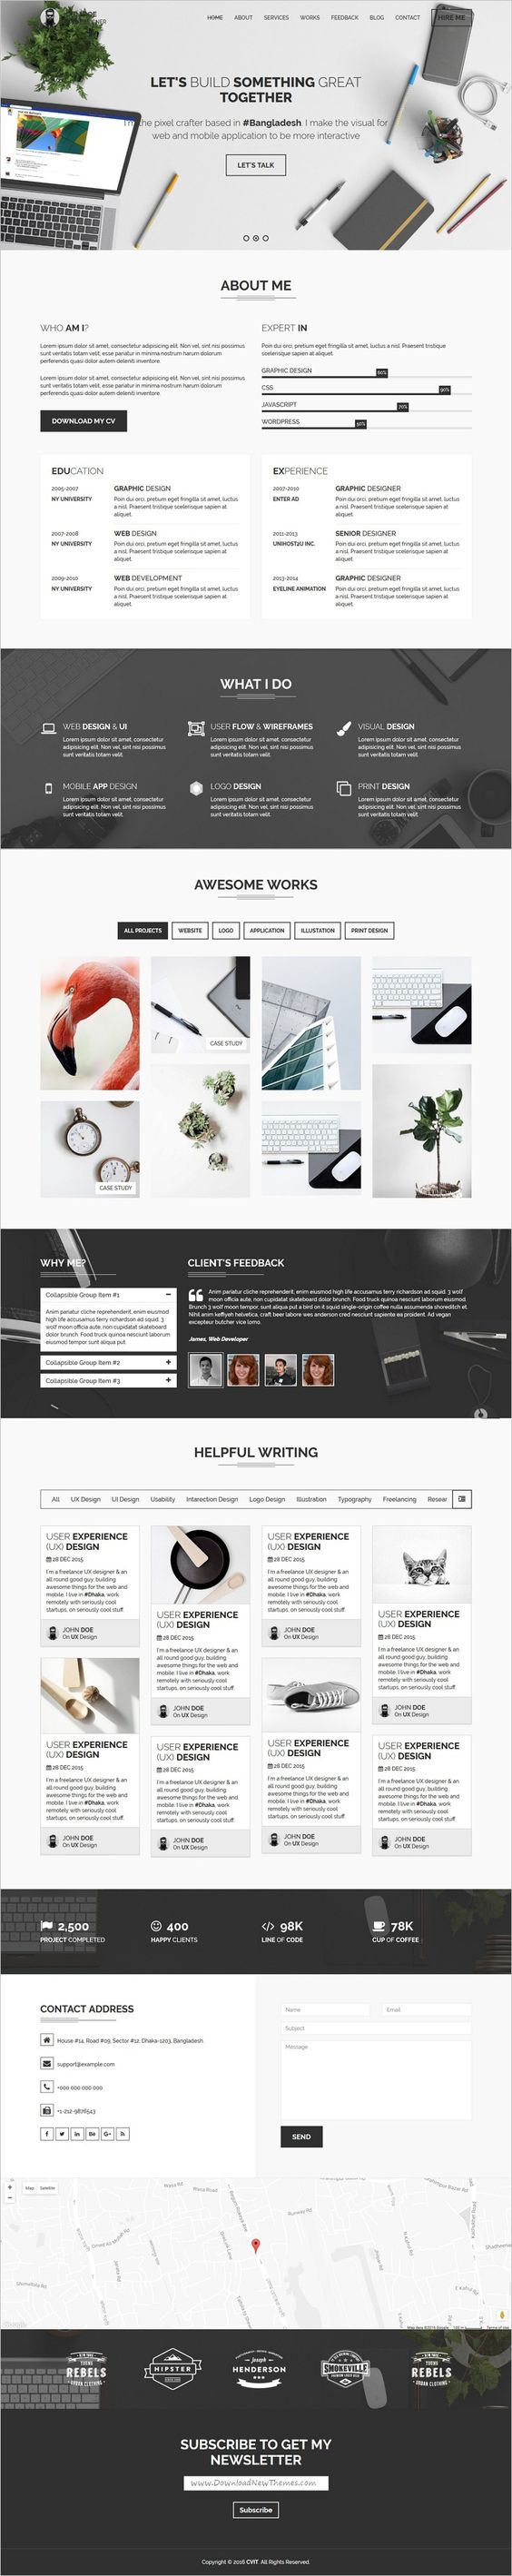 HOME ABOUT SERVICES WORKS FEEDBACK BLOG CONTACT HIRE ME
LET'S BUILD SOMETHING GREAT
TOGETHER
the pixel crafter based in #Bangladesh. I make the visual for
web and mobile application to be more interactive
LET'S TALK
ABOUT ME
WHO AM I?
Lorem ipsum dolor sit amet, consectetur adipisicing elit. Non vel, sint nisi possimus
sunt veritatis totam velit, esse pariatur in minima nostrum harum dolorum
perferendis quasi dolor autem deleniti inventore.
Lorem ipsum dolor sit amet, consectetur adipisicing elit. Non vel, sint nisi possimus
sunt veritatis totam velit, esse pariatur in minima nostrum harum dolorum
perferendis quasi dolor autem deleniti inventore.
DOWNLOAD MY CV
EXPERT IN
Poin dui orci, pretium eget fringilla sit amet, luctus a nisl. Praesent tristique
scelerisque sapien et aliquet.
GRAPHIC DESIGN
60%
CSS
90%
JAVASCRIPT
70%
WORDPRESS
50%
EDUCATION
2005-2007 GRAPHIC DESIGN
NY UNIVERSITY Poin dui orci, pretium eget fringilla sit amet, luctus
a nisl. Praesent tristique scelerisque sapien at
aliquet.
2007-2008 WEB DESIGN
NY UNIVERSITY Poin dui orci, pretium eget fringilla sit amet, luctus
a nisl. Praesent tristique scelerisque sapien at
aliquet.
2009-2010 WEB DEVELOPMENT
NY UNIVERSITY Poin dui orci, pretium eget fringilla sit amet, luctus
a nisl. Praesent tristique scelerisque sapien at
aliquet.
EXPERIENCE
2007-2010 GRAPHIC DESIGNER
ENTER AD Poin dui orci, pretium eget fringilla sit amet, luctus
a nisl. Praesent tristique scelerisque sapien at
aliquet.
2011-2013 SENIOR DESIGNER
UNIHOST2U INC. Poin dui orci, pretium eget fringilla sit amet, luctus
a nisl. Praesent tristique scelerisque sapien at
aliquet.
2013-2014 GRAPHIC DESIGNER
EYELINE ANIMATION Poin dui orci, pretium eget fringilla sit amet, luctus
a nisl. Praesent tristique scelerisque sapien at
aliquet.
WHAT I DO
WEB DESIGN & UI
Lorem ipsum dolor sit amet, consectetur
adipisicing elit. Non vel, sint nisi possimus
sunt veritatis totam velit.
USER FLOW & WIREFRAMES
Lorem ipsum dolor sit amet, consectetur
adipisicing elit. Non vel, sint nisi possimus
sunt veritatis totam velit.
VISUAL DESIGN
Lorem ipsum dolor sit amet, consectetur
adipisicing elit. Non vel, sint nisi possimus
sunt veritatis totam velit.
MOBILE APP DESIGN
Lorem ipsum dolor sit amet, consectetur
adipisicing elit. Non vel, sint nisi possimus
sunt veritatis totam velit.
LOGO DESIGN
Lorem ipsum dolor sit amet, consectetur
adipisicing elit. Non vel, sint nisi possimus
sunt veritatis totam velit.
PRINT DESIGN
Lorem ipsum dolor sit amet, consectetur
adipisicing elit. Non vel, sint nisi possimus
sunt veritatis totam velit.
AWESOME WORKS
ALL PROJECTS WEBSITE LOGO APPLICATION ILLUSTATION PRINT DESIGN
CASE STUDY
CASE STUDY
WHY ME?
Collapsible Group Item #1
Anim pariatur cliche reprehenderit, enim eiusmod
high life accusamus terry richardson ad squid. 3
wolf moon officia aute, non cupidatat skateboard
dolor brunch. Food truck quinoa nesciunt laborum
eiusmod tempor sunt aliqua put.
Collapsible Group Item #2
Collapsible Group Item #3
CLIENT'S FEEDBACK
Anim pariatur cliche reprehenderit, enim eiusmod high life accusamus terry richardson ad squid. 3 wolf
moon officia aute, non cupidatat skateboard dolor brunch. Food truck quinoa nesciunt laborum eiusmod.
Brunch 3 wolf moon tempor, sunt aliqua put a bird on it squid single-origin coffee nulla assumenda shoreditch et.
Nihil anim keffiyeh helvetica, craft beer labore wes anderson cred nesciunt sapiente ea proident. Ad vegan
excepteur butcher vice lomo.
James, Web Developer
HELPFUL WRITING
All UX Design UI Design Usability Intarection Design Logo Design Illustration Typography Freelancing Resear
USER EXPERIENCE
(UX) DESIGN
28 DEC 2015
I'm a freelance UX designer & an
all round good guy, building
awesome things for the web and
mobile. I live in #Dhaka, work
remotely with seriously cool
startups, on seriously cool stuff.
JOHN DOE
On UX Design
USER EXPERIENCE
(UX) DESIGN
28 DEC 2015
I'm a freelance UX designer & an
all round good guy, building
awesome things for the web and
mobile. I live in #Dhaka, work
remotely with seriously cool
startups, on seriously cool stuff.
JOHN DOE
On UX Design
USER EXPERIENCE
(UX) DESIGN
28 DEC 2015
I'm a freelance UX designer & an
all round good guy, building
awesome things for the web and
mobile. I live in #Dhaka, work
remotely with seriously cool
startups, on seriously cool stuff.
JOHN DOE
On UX Design
USER EXPERIENCE
(UX) DESIGN
28 DEC 2015
I'm a freelance UX designer & an
all round good guy, building
awesome things for the web and
mobile. I live in #Dhaka, work
remotely with seriously cool
startups, on seriously cool stuff.
JOHN DOE
On UX Design
USER EXPERIENCE
(UX) DESIGN
28 DEC 2015
I'm a freelance UX designer & an
all round good guy, building
awesome things for the web and
mobile. I live in #Dhaka, work
remotely with seriously cool
startups, on seriously cool stuff.
JOHN DOE
On UX Design
USER EXPERIENCE
(UX) DESIGN
28 DEC 2015
I'm a freelance UX designer & an
all round good guy, building
awesome things for the web and
mobile. I live in #Dhaka, work
remotely with seriously cool
startups, on seriously cool stuff.
JOHN DOE
On UX Design
USER EXPERIENCE
(UX) DESIGN
28 DEC 2015
I'm a freelance UX designer & an
all round good guy, building
awesome things for the web and
mobile. I live in #Dhaka, work
remotely with seriously cool
startups, on seriously cool stuff.
JOHN DOE
On UX Design
USER EXPERIENCE
(UX) DESIGN
28 DEC 2015
I'm a freelance UX designer & an
all round good guy, building
awesome things for the web and
mobile. I live in #Dhaka, work
remotely with seriously cool
startups, on seriously cool stuff.
JOHN DOE
On UX Design
2,500 400 98K 78K
PROJECT COMPLETED HAPPY CLIENTS LINE OF CODE CUP OF COFFEE
CONTACT ADDRESS
House #14, Road #09, Sector #12, Dhaka-1203, Bangladesh.
support@example.com
+000 000 000 000
+1-212-9876543
Name Email
Subject
Message
SEND
Map Satellite
Runway Rd
REBELS
URBAN CLOTHING
HIPSTER
Joseph
HENDERSON
SMOKEVILLE
REBELS
URBAN CLOTHING
SUBSCRIBE TO GET MY
NEWSLETTER
www.DownloadNewThemes.com
Subscribe
Copyright © 2016 CVIT. All Rights Reserved.